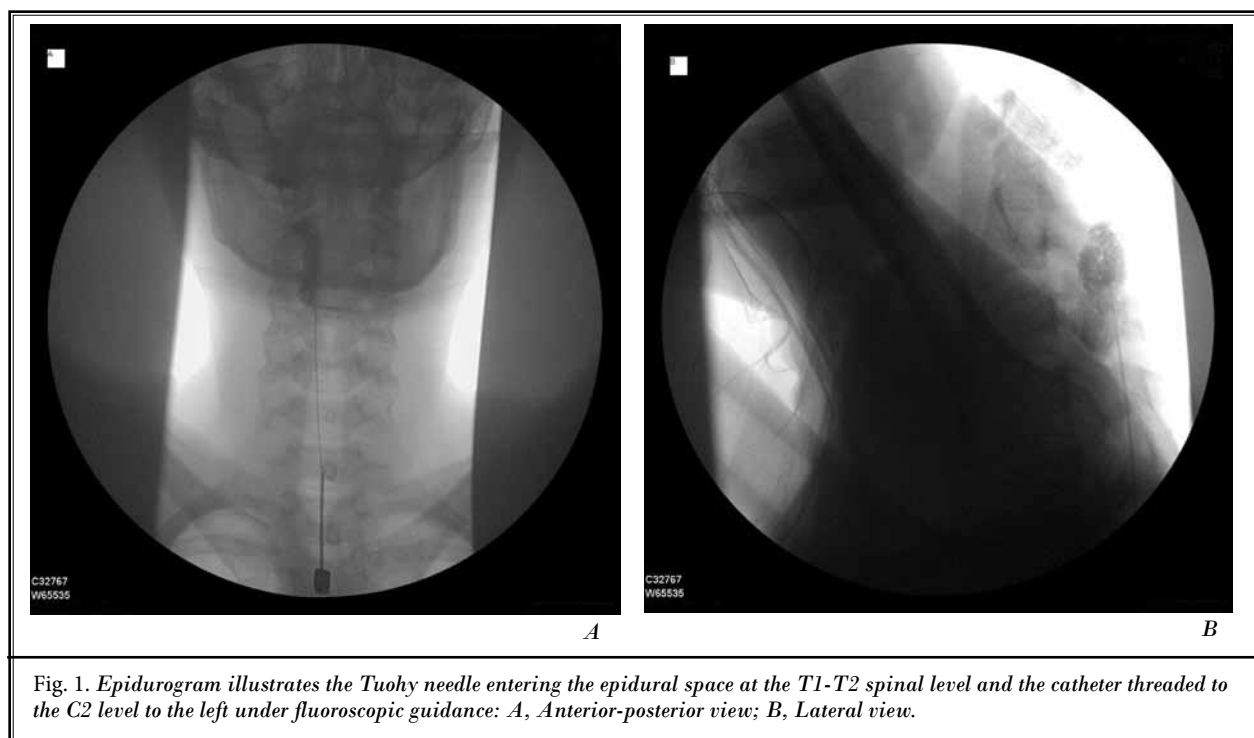 A
B
C32767
W65535
C32767
W65535
A
B
Fig. 1. Epidurogram illustrates the Tuohy needle entering the epidural space at the T1-T2 spinal level and the catheter threaded to
the C2 level to the left under fluoroscopic guidance: A, Anterior-posterior view; B, Lateral view.